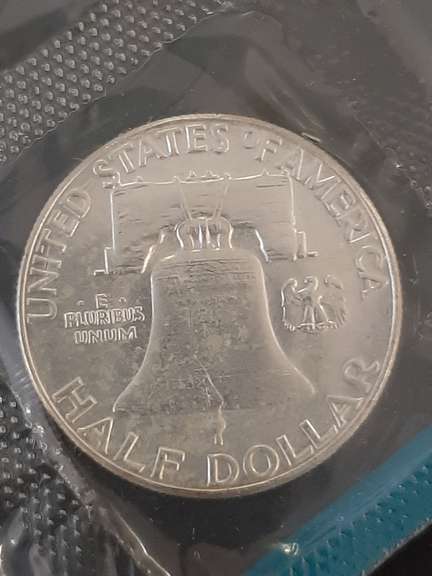 UNITED STATES OF AMERICA
· E ·
PLURIBUS
UNUM
HALF DOLLAR